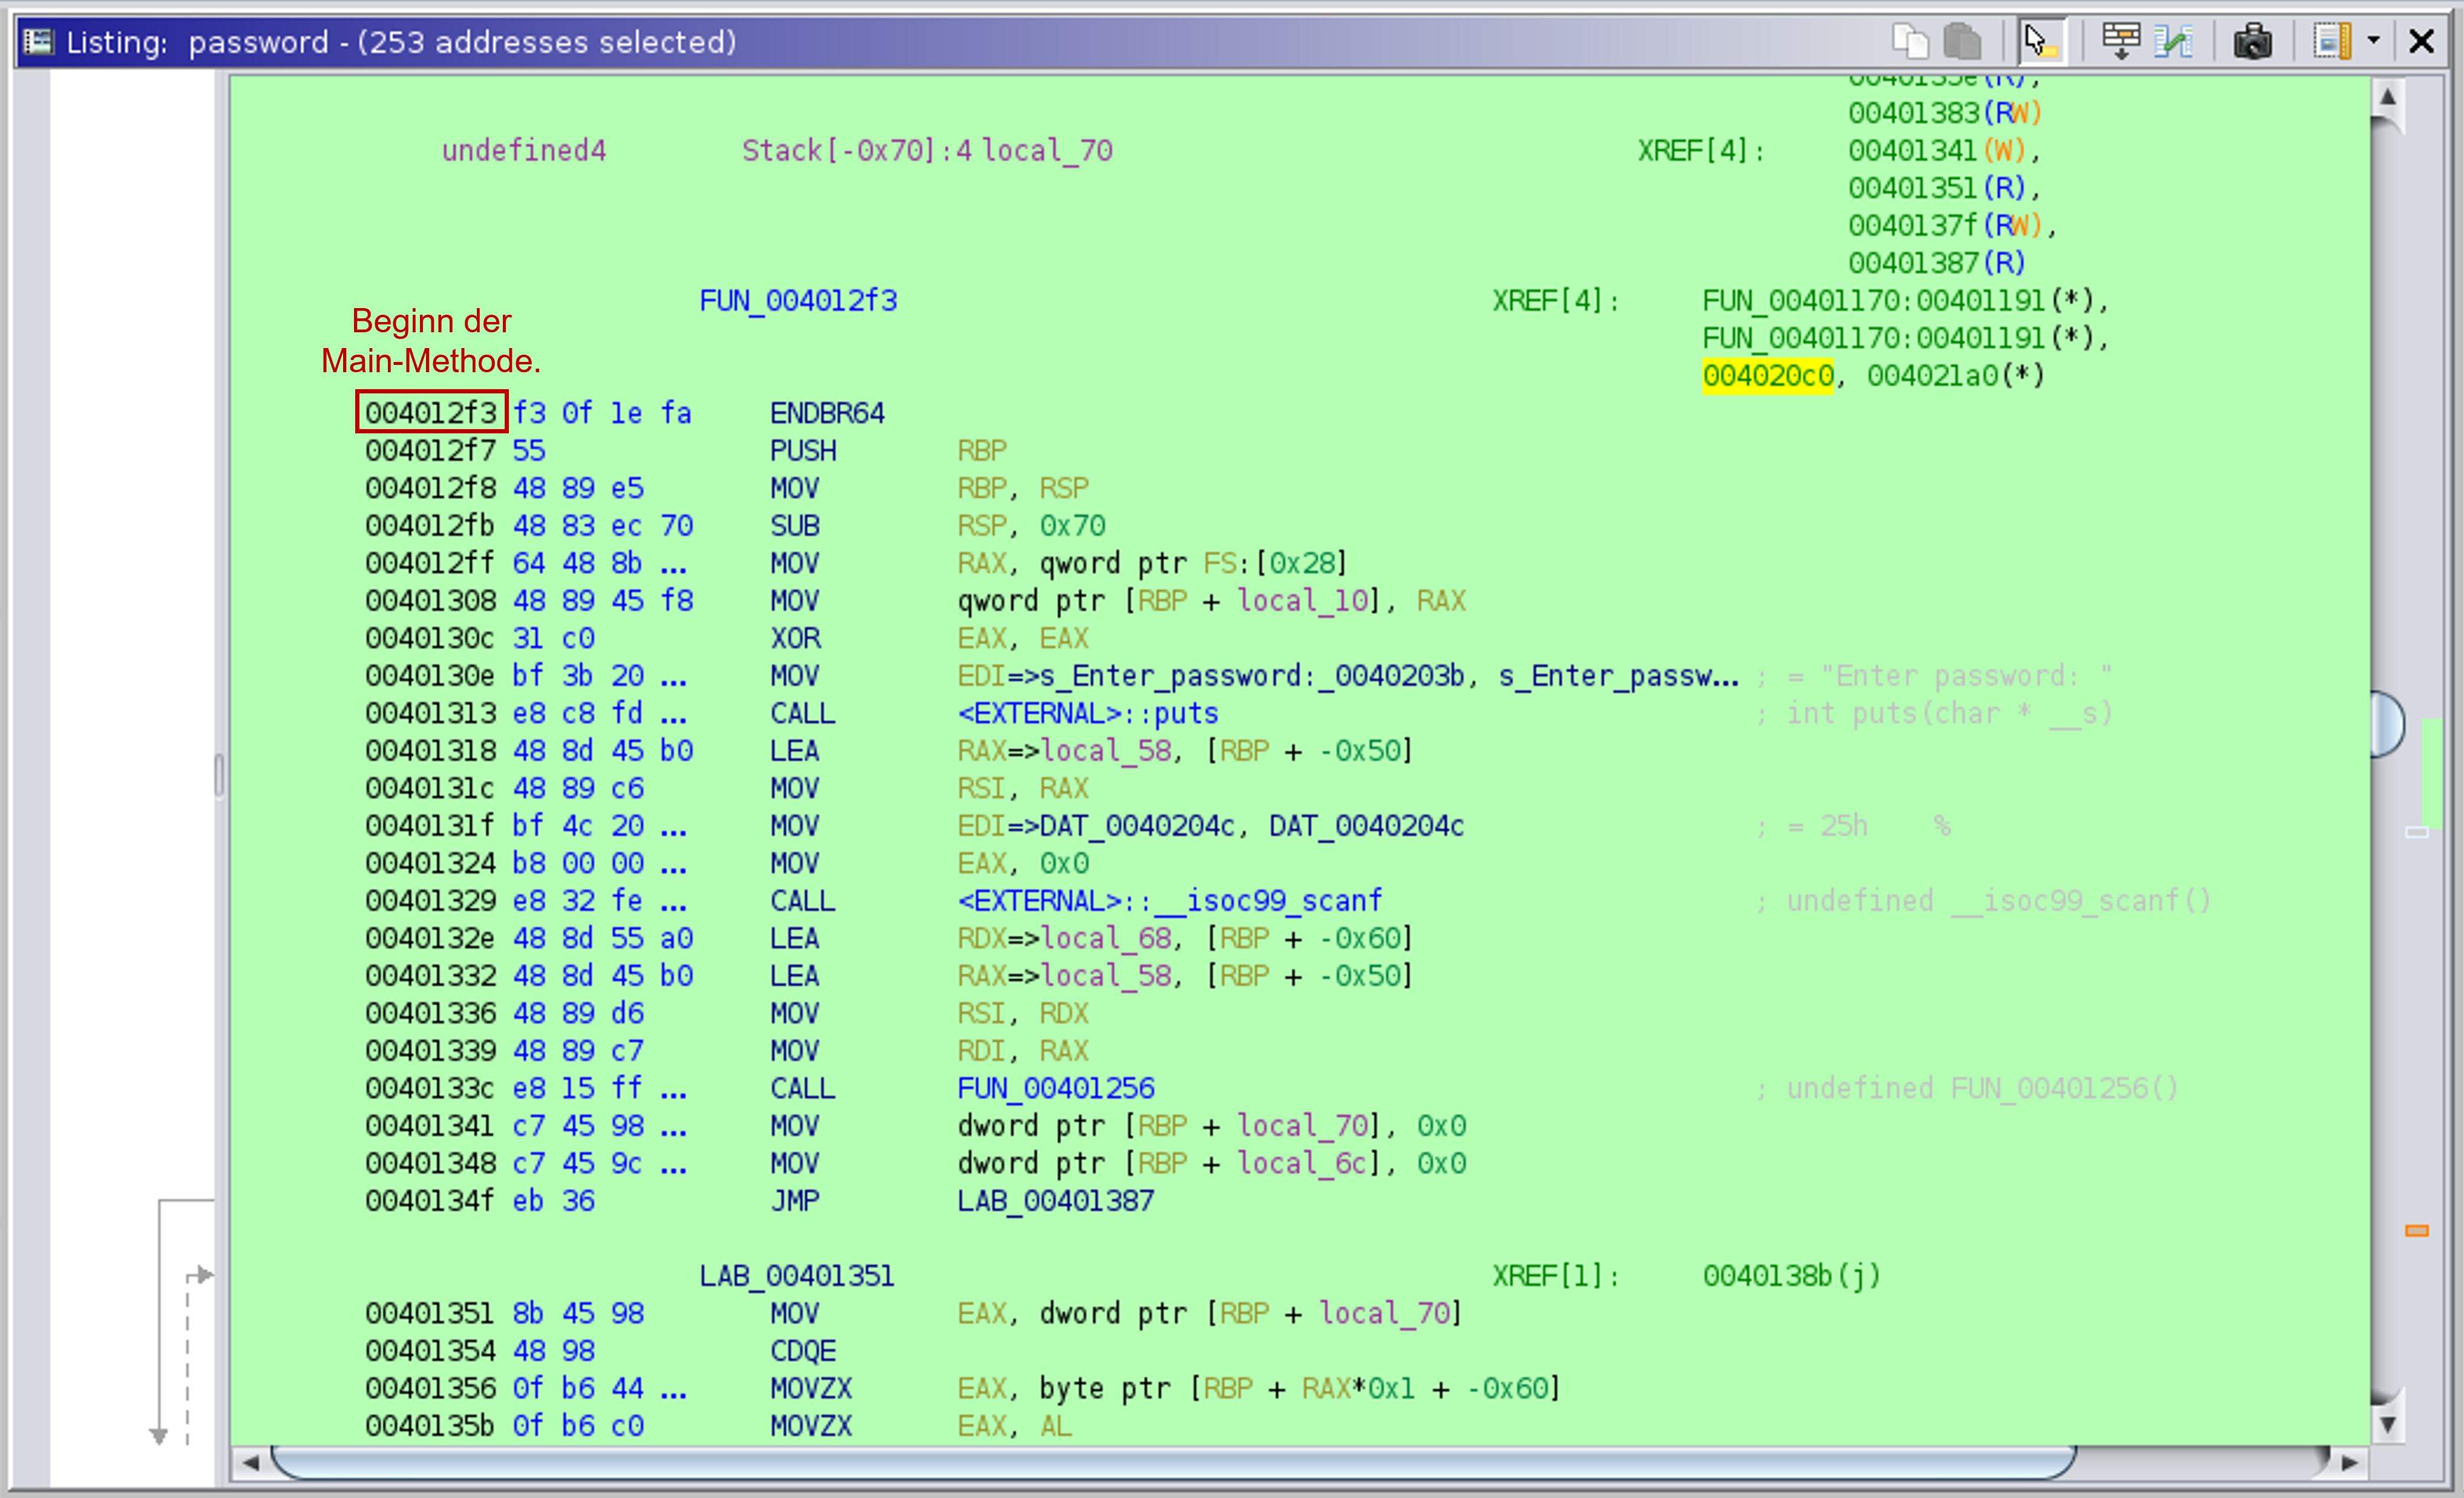 Listing: password - (253 addresses selected)
0040135e(R),
00401383(RW)
undefined4 Stack[-0x70]:4 local_70 XREF[4]: 00401341(W),
00401351(R),
0040137f(RW),
00401387(R)
FUN_004012f3 XREF[4]: FUN_00401170:00401191(*),
Beginn der
Main-Methode.
FUN_00401170:00401191(*),
004020c0, 004021a0(*)
004012f3 f3 0f 1e fa ENDBR64
004012f7 55 PUSH RBP
004012f8 48 89 e5 MOV RBP, RSP
004012fb 48 83 ec 70 SUB RSP, 0x70
004012ff 64 48 8b ... MOV RAX, qword ptr FS:[0x28]
00401308 48 89 45 f8 MOV qword ptr [RBP + local_10], RAX
0040130c 31 c0 XOR EAX, EAX
0040130e bf 3b 20 ... MOV EDI=>s_Enter_password:_0040203b, s_Enter_passw... ; = "Enter password: "
00401313 e8 c8 fd ... CALL <EXTERNAL>::puts ; int puts(char * __s)
00401318 48 8d 45 b0 LEA RAX=>local_58, [RBP + -0x50]
0040131c 48 89 c6 MOV RSI, RAX
0040131f bf 4c 20 ... MOV EDI=>DAT_0040204c, DAT_0040204c ; = 25h %
00401324 b8 00 00 ... MOV EAX, 0x0
00401329 e8 32 fe ... CALL <EXTERNAL>::__isoc99_scanf ; undefined __isoc99_scanf()
0040132e 48 8d 55 a0 LEA RDX=>local_68, [RBP + -0x60]
00401332 48 8d 45 b0 LEA RAX=>local_58, [RBP + -0x50]
00401336 48 89 d6 MOV RSI, RDX
00401339 48 89 c7 MOV RDI, RAX
0040133c e8 15 ff ... CALL FUN_00401256 ; undefined FUN_00401256()
00401341 c7 45 98 ... MOV dword ptr [RBP + local_70], 0x0
00401348 c7 45 9c ... MOV dword ptr [RBP + local_6c], 0x0
0040134f eb 36 JMP LAB_00401387
LAB_00401351 XREF[1]: 0040138b(j)
00401351 8b 45 98 MOV EAX, dword ptr [RBP + local_70]
00401354 48 98 CDQE
00401356 0f b6 44 ... MOVZX EAX, byte ptr [RBP + RAX*0x1 + -0x60]
0040135b 0f b6 c0 MOVZX EAX, AL